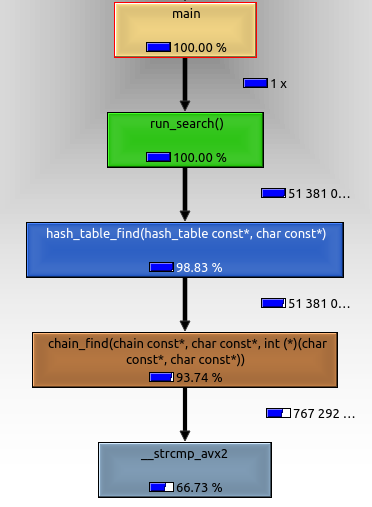 main
100.00 %
1 x
run_search()
100.00 %
51 381 0...
hash_table_find(hash_table const*, char const*)
98.83 %
51 381 0...
chain_find(chain const*, char const*, int (*)(char
const*, char const*))
93.74 %
767 292 ...
__strcmp_avx2
66.73 %